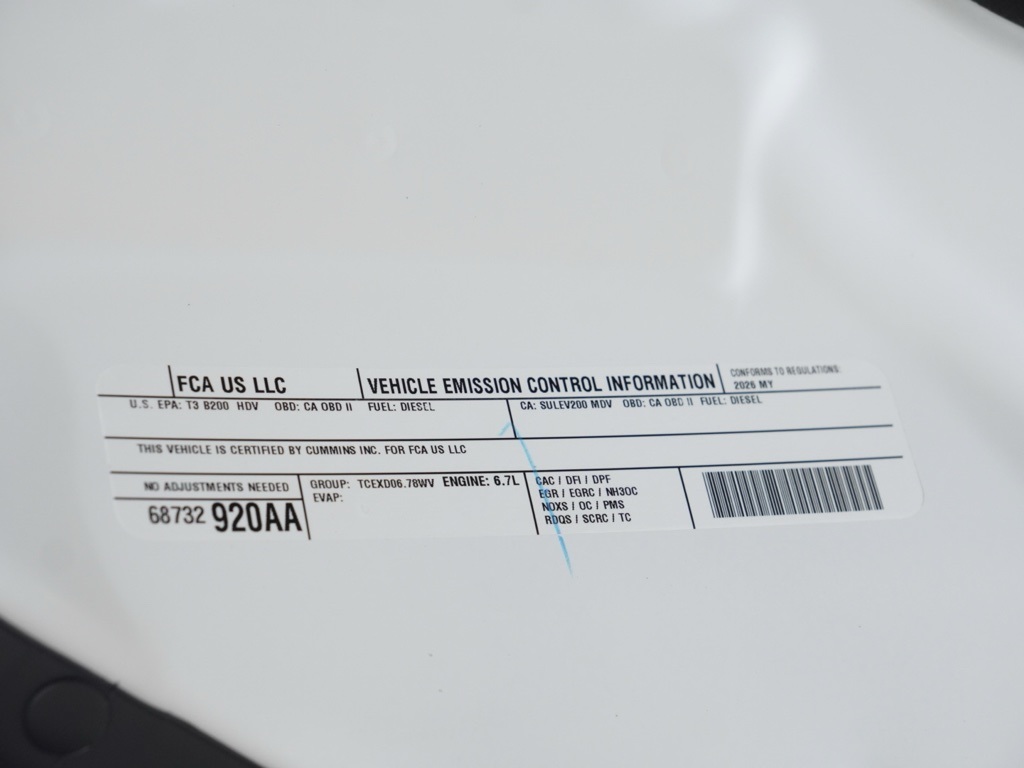 FCA US LLC
VEHICLE EMISSION CONTROL INFORMATION
CONFORMS TO REGULATIONS:
2026 MY
U.S. EPA: T3 B200 HDV OBD: CA OBD II FUEL: DIESEL
CA: SULEV200 MDV OBD: CA OBD II FUEL: DIESEL
THIS VEHICLE IS CERTIFIED BY CUMMINS INC. FOR FCA US LLC
NO ADJUSTMENTS NEEDED
68732 920AA
GROUP: TCEXD06.78WV ENGINE: 6.7L
EVAP:
CAC / DFI / DPF
EGR / EGRC / NH3OC
NOXS / OC / PMS
RDQS / SCRC / TC